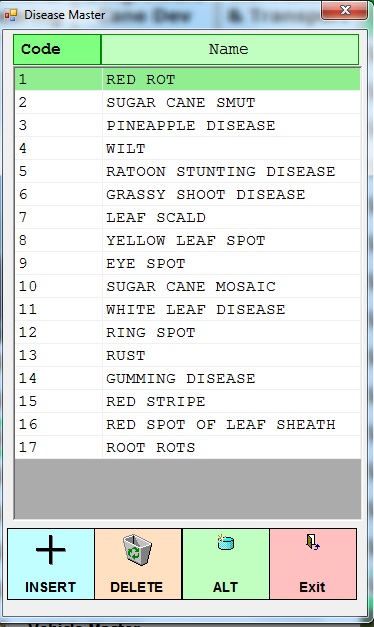 Disease Master
Code Name
1 RED ROT
2 SUGAR CANE SMUT
3 PINEAPPLE DISEASE
4 WILT
5 RATOON STUNTING DISEASE
6 GRASSY SHOOT DISEASE
7 LEAF SCALD
8 YELLOW LEAF SPOT
9 EYE SPOT
10 SUGAR CANE MOSAIC
11 WHITE LEAF DISEASE
12 RING SPOT
13 RUST
14 GUMMING DISEASE
15 RED STRIPE
16 RED SPOT OF LEAF SHEATH
17 ROOT ROTS
INSERT DELETE ALT Exit